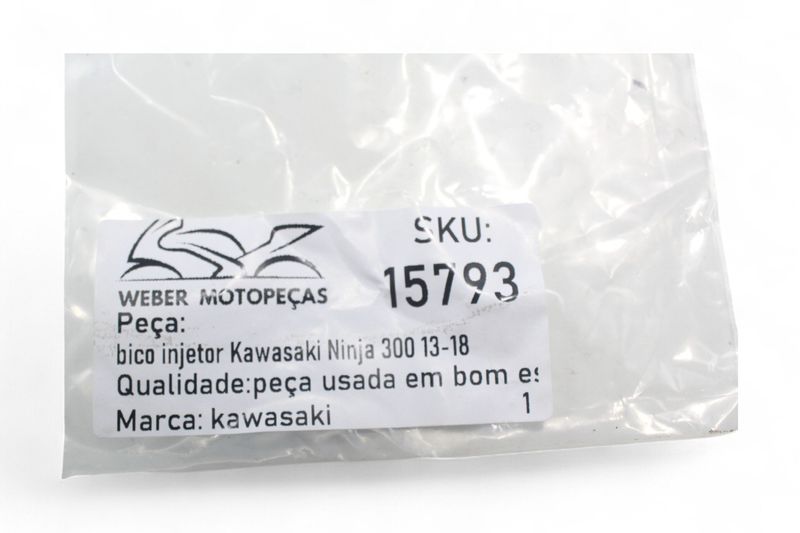 SKU:
WEBER MOTOPEÇAS 15793
Peça:
bico injetor Kawasaki Ninja 300 13-18
Qualidade:peça usada em bom es
1
Marca: kawasaki